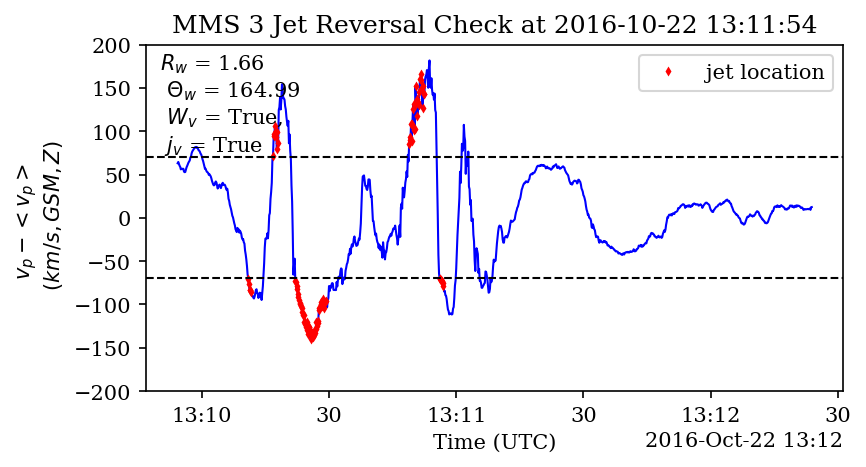 MMS 3 Jet Reversal Check at 2016-10-22 13:11:54
R_w = 1.66
Θ_w = 164.99
W_v = True,
j_v = True
jet location
v_p − <v_p>
(km/s, GSM, Z)
200
150
100
50
0
−50
−100
−150
−200
13:10 30 13:11 30 13:12 30
Time (UTC)
2016-Oct-22 13:12